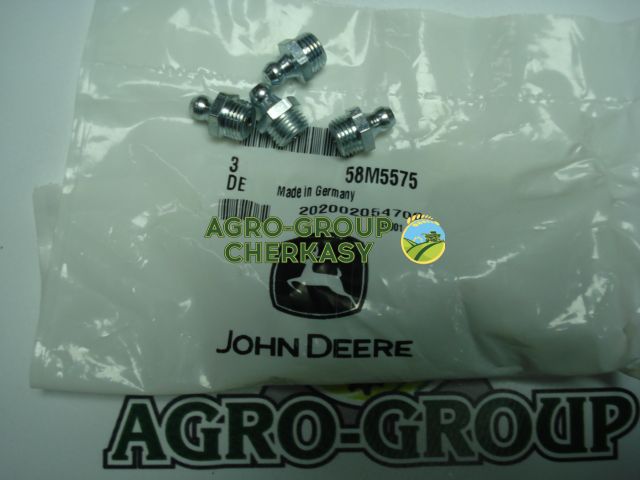 3
DE
58M5575
Made in Germany
AGRO-GROUP
CHERKASY
JOHN DEERE
AGRO-GROUP